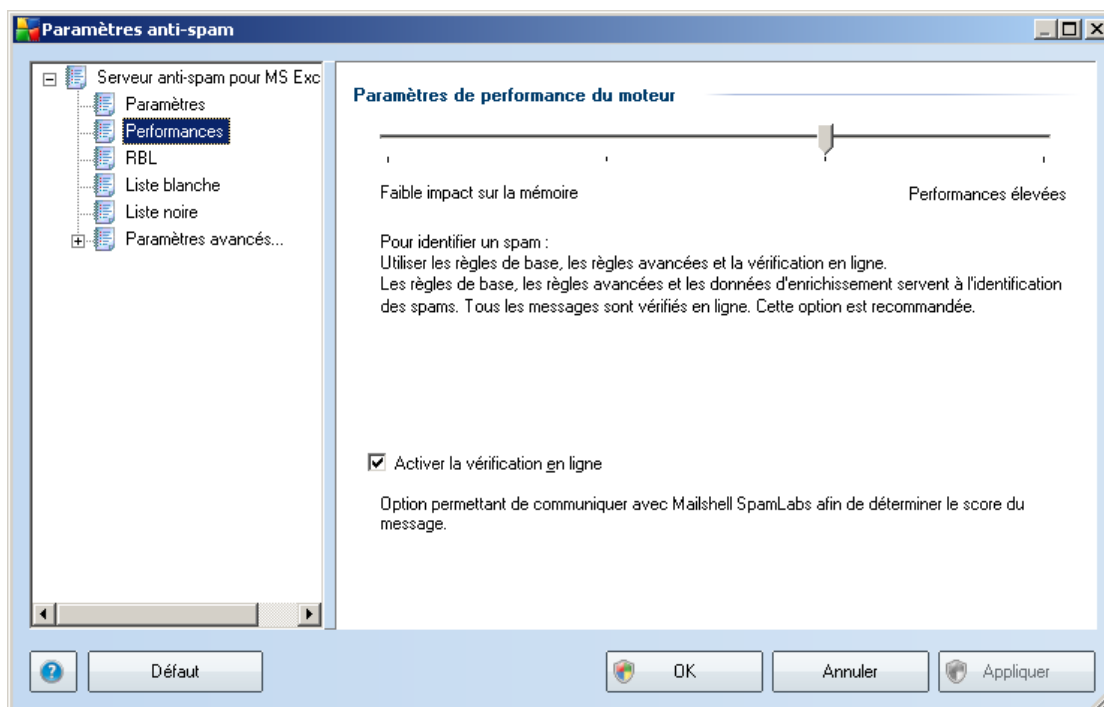 Paramètres anti-spam
Serveur anti-spam pour MS Exc
Paramètres
Performances
RBL
Liste blanche
Liste noire
Paramètres avancés...
Paramètres de performance du moteur
Faible impact sur la mémoire
Performances élevées
Pour identifier un spam :
Utiliser les règles de base, les règles avancées et la vérification en ligne.
Les règles de base, les règles avancées et les données d'enrichissement servent à l'identification
des spams. Tous les messages sont vérifiés en ligne. Cette option est recommandée.
Activer la vérification en ligne
Option permettant de communiquer avec Mailshell SpamLabs afin de déterminer le score du
message.
Défaut
OK
Annuler
Appliquer